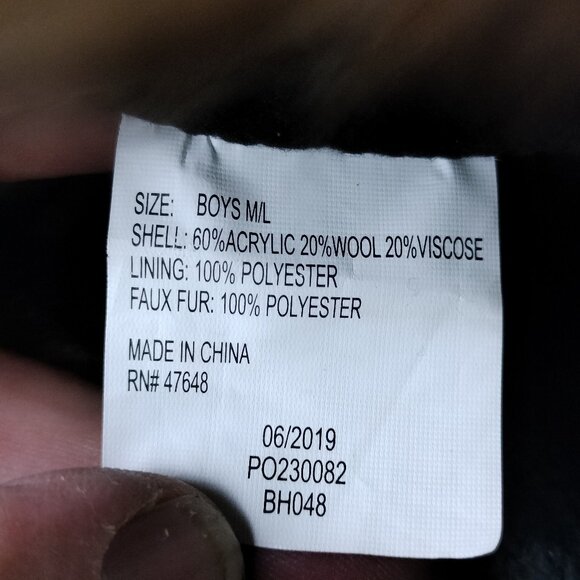 SIZE: BOYS M/L
SHELL: 60%ACRYLIC 20%WOOL 20%VISCOSE
LINING: 100% POLYESTER
FAUX FUR: 100% POLYESTER
MADE IN CHINA
RN# 47648
06/2019
PO230082
BH048